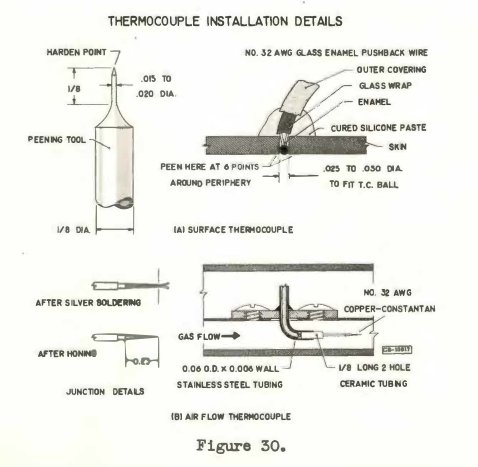 THERMOCOUPLE INSTALLATION DETAILS
HARDEN POINT
1/8
.015 TO
.020 DIA.
PEENING TOOL
1/8 DIA.
NO. 32 AWG GLASS ENAMEL PUSHBACK WIRE
OUTER COVERING
GLASS WRAP
ENAMEL
CURED SILICONE PASTE
SKIN
PEEN HERE AT 6 POINTS
AROUND PERIPHERY
.025 TO .030 DIA.
TO FIT T.C. BALL
(A) SURFACE THERMOCOUPLE
AFTER SILVER SOLDERING
AFTER HONING
JUNCTION DETAILS
NO. 32 AWG
COPPER-CONSTANTAN
GAS FLOW
0.06 O.D. X 0.006 WALL
STAINLESS STEEL TUBING
1/8 LONG 2 HOLE
CERAMIC TUBING
(B) AIR FLOW THERMOCOUPLE
Figure 30.